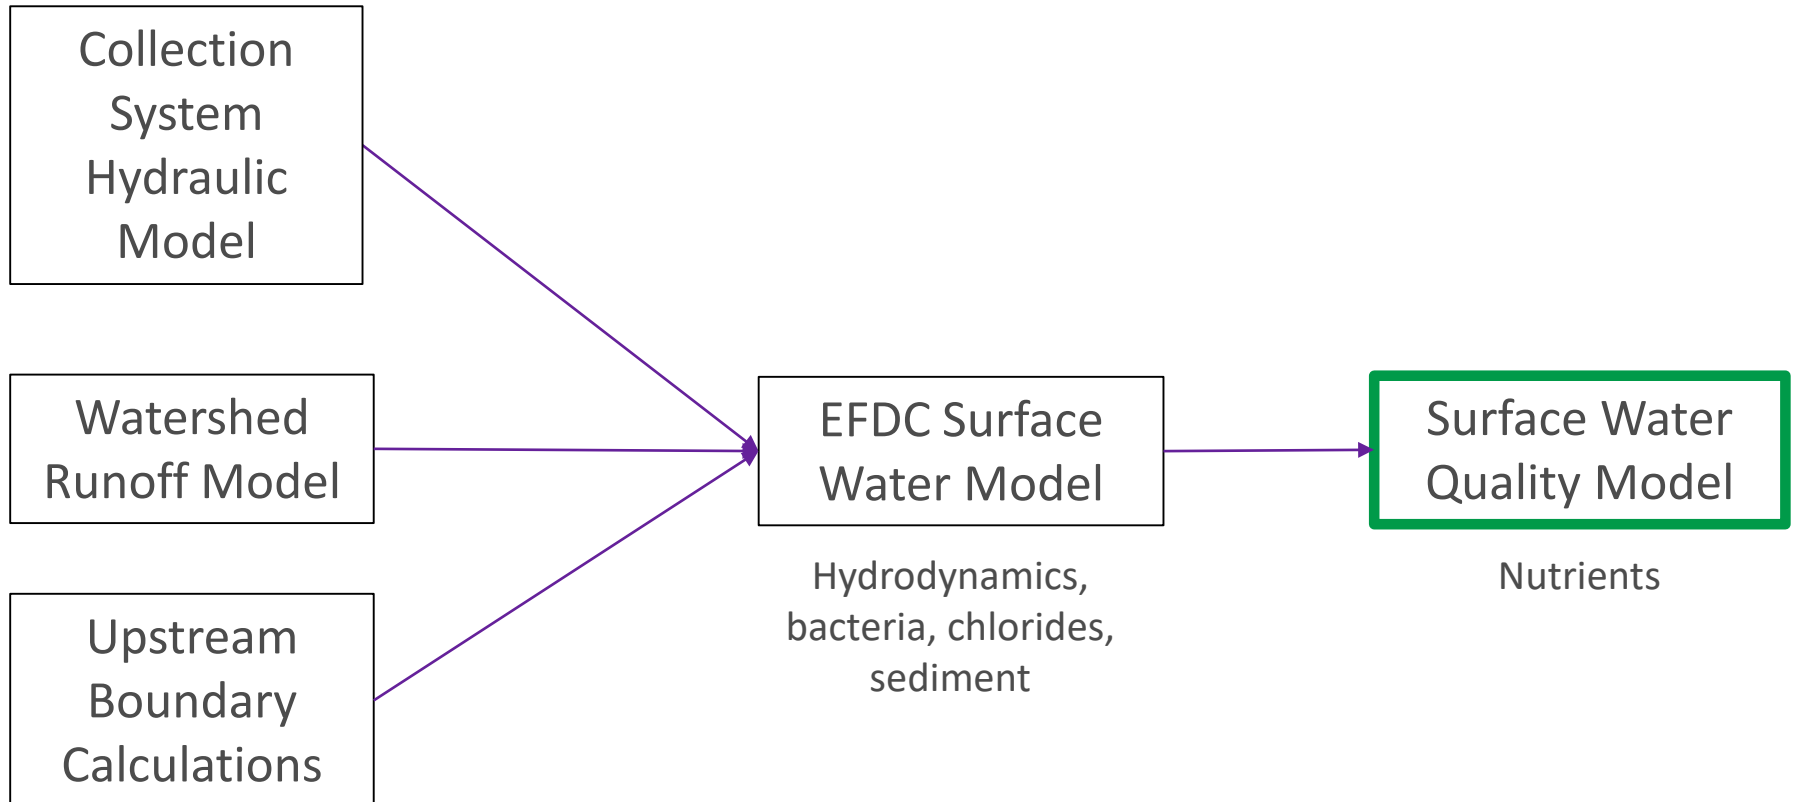 Collection
System
Hydraulic
Model
Watershed
Runoff Model
Upstream
Boundary
Calculations
EFDC Surface
Water Model
Hydrodynamics,
bacteria, chlorides,
sediment
Surface Water
Quality Model
Nutrients